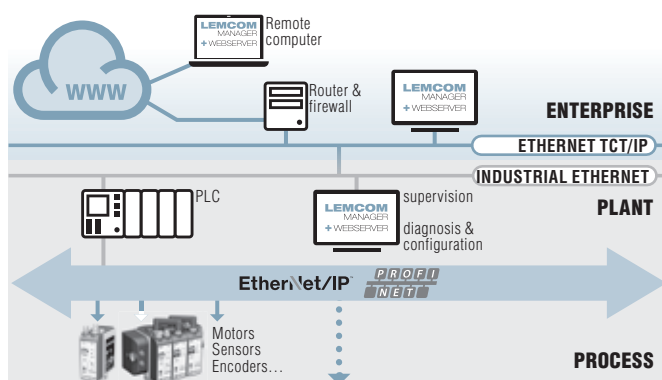 LEMCOM
MANAGER
+ WEBSERVER
Remote
computer
WWW
Router &
firewall
LEMCOM
MANAGER
+ WEBSERVER
ENTERPRISE
ETHERNET TCT/IP
INDUSTRIAL ETHERNET
PLC
supervision
PLANT
LEMCOM
MANAGER
+ WEBSERVER
diagnosis &
configuration
EtherNet/IP™
PROFI
NET
Motors
Sensors
Encoders...
PROCESS